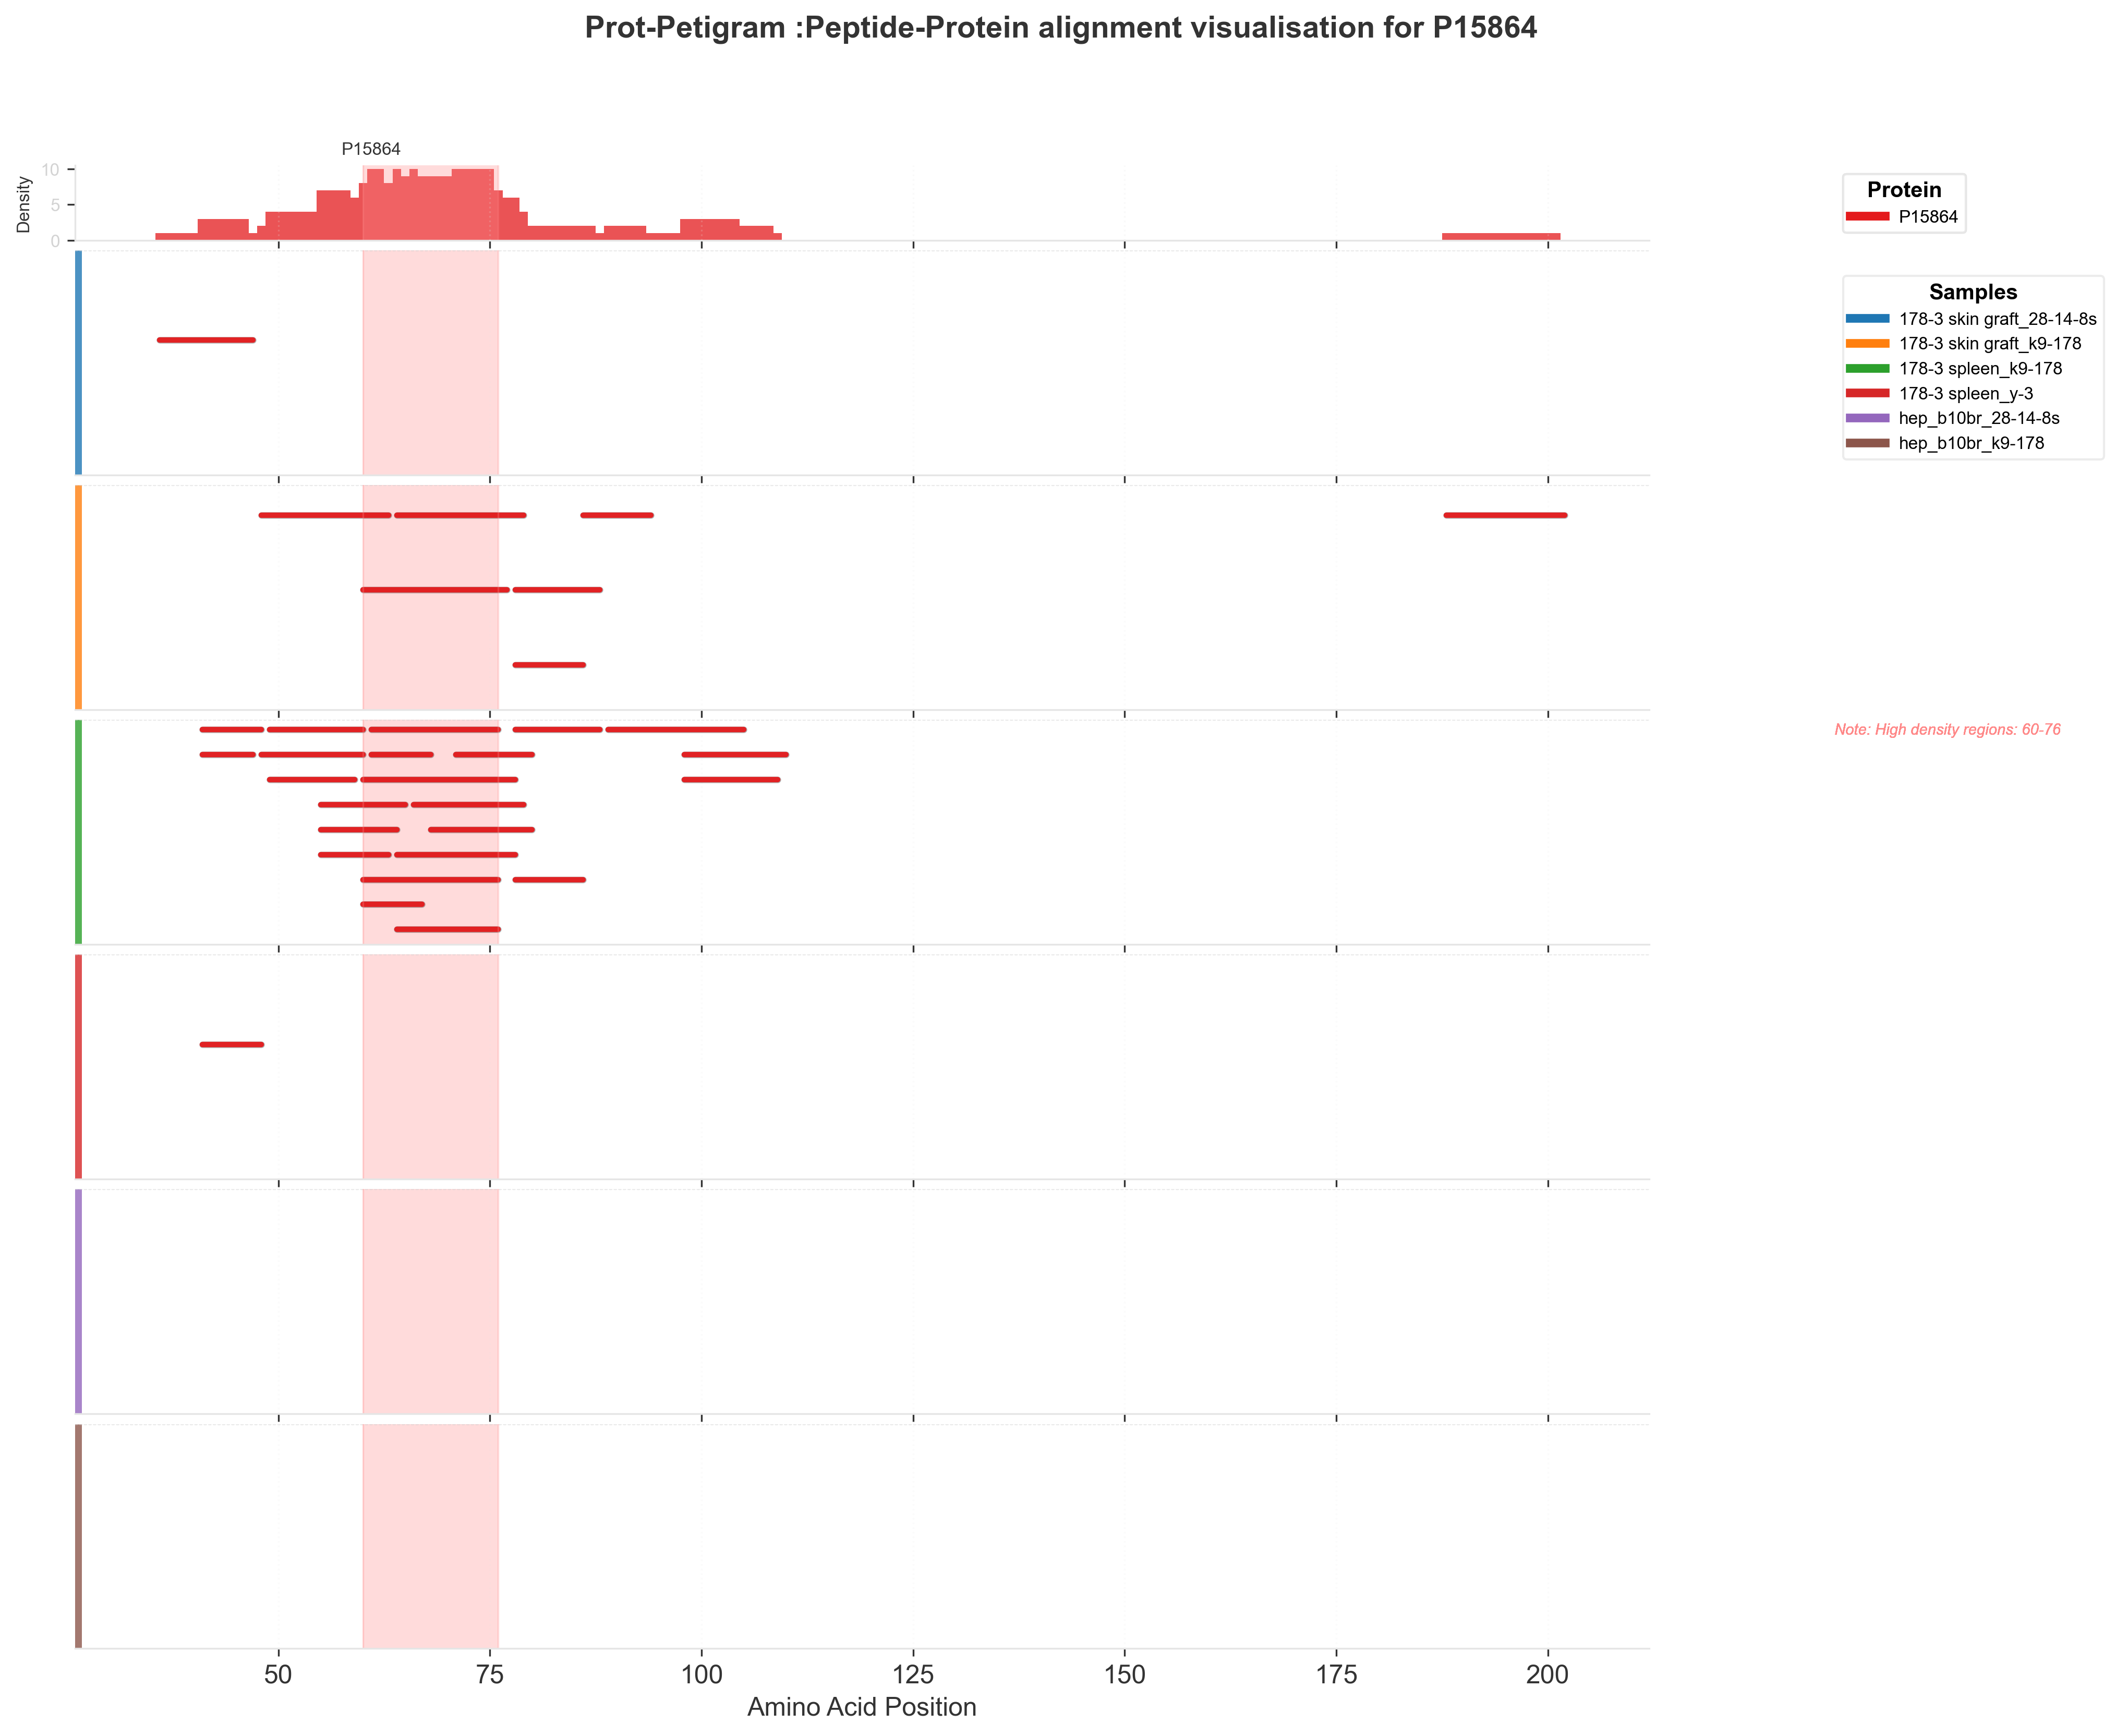 Prot-Petigram :Peptide-Protein alignment visualisation for P15864
P15864
Density
10
5
0
Protein
P15864
Samples
178-3 skin graft_28-14-8s
178-3 skin graft_k9-178
178-3 spleen_k9-178
178-3 spleen_y-3
hep_b10br_28-14-8s
hep_b10br_k9-178
Note: High density regions: 60-76
50 75 100 125 150 175 200
Amino Acid Position